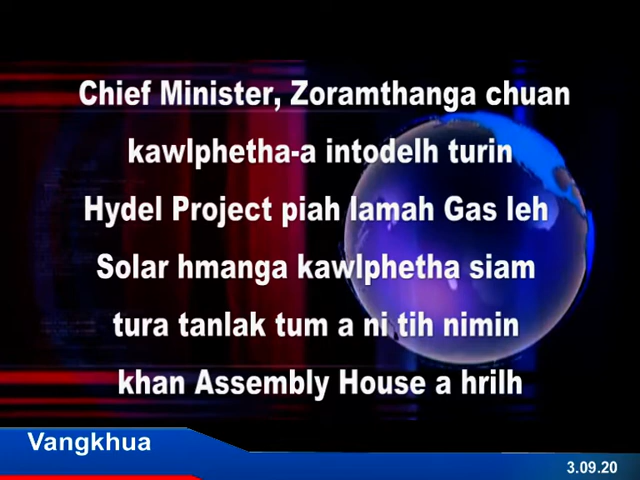 Chief Minister, Zoramthanga chuan
kawlphetha-a intodelh turin
Hydel Project piah lamah Gas leh
Solar hmanga kawlphetha siam
tura tanlak tum a ni tih nimin
khan Assembly House a hrilh
Vangkhua
3.09.20